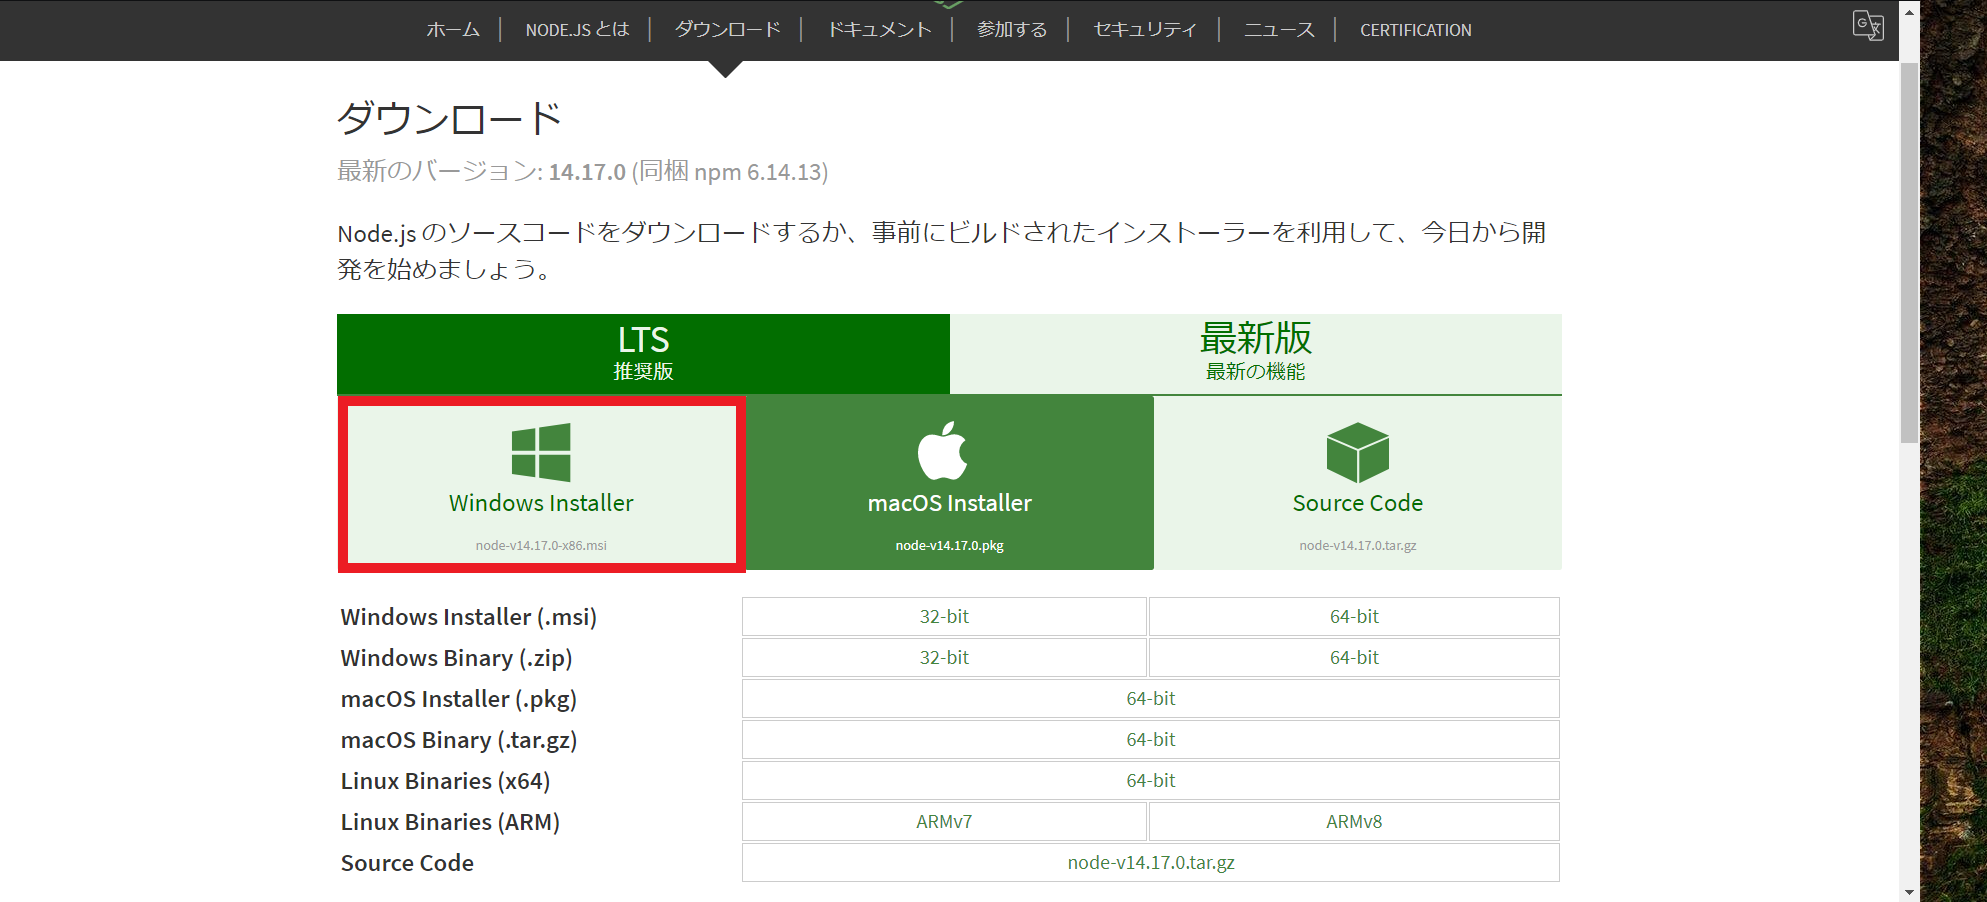 ホーム | NODE.JS とは | ダウンロード | ドキュメント | 参加する | セキュリティ | ニュース | CERTIFICATION
ダウンロード
最新のバージョン: 14.17.0 (同梱 npm 6.14.13)
Node.js のソースコードをダウンロードするか、事前にビルドされたインストーラーを利用して、今日から開
発を始めましょう。
LTS
推奨版
最新版
最新の機能
Windows Installer
node-v14.17.0-x86.msi
macOS Installer
node-v14.17.0.pkg
Source Code
node-v14.17.0.tar.gz
Windows Installer (.msi) 32-bit 64-bit
Windows Binary (.zip) 32-bit 64-bit
macOS Installer (.pkg) 64-bit
macOS Binary (.tar.gz) 64-bit
Linux Binaries (x64) 64-bit
Linux Binaries (ARM) ARMv7 ARMv8
Source Code node-v14.17.0.tar.gz